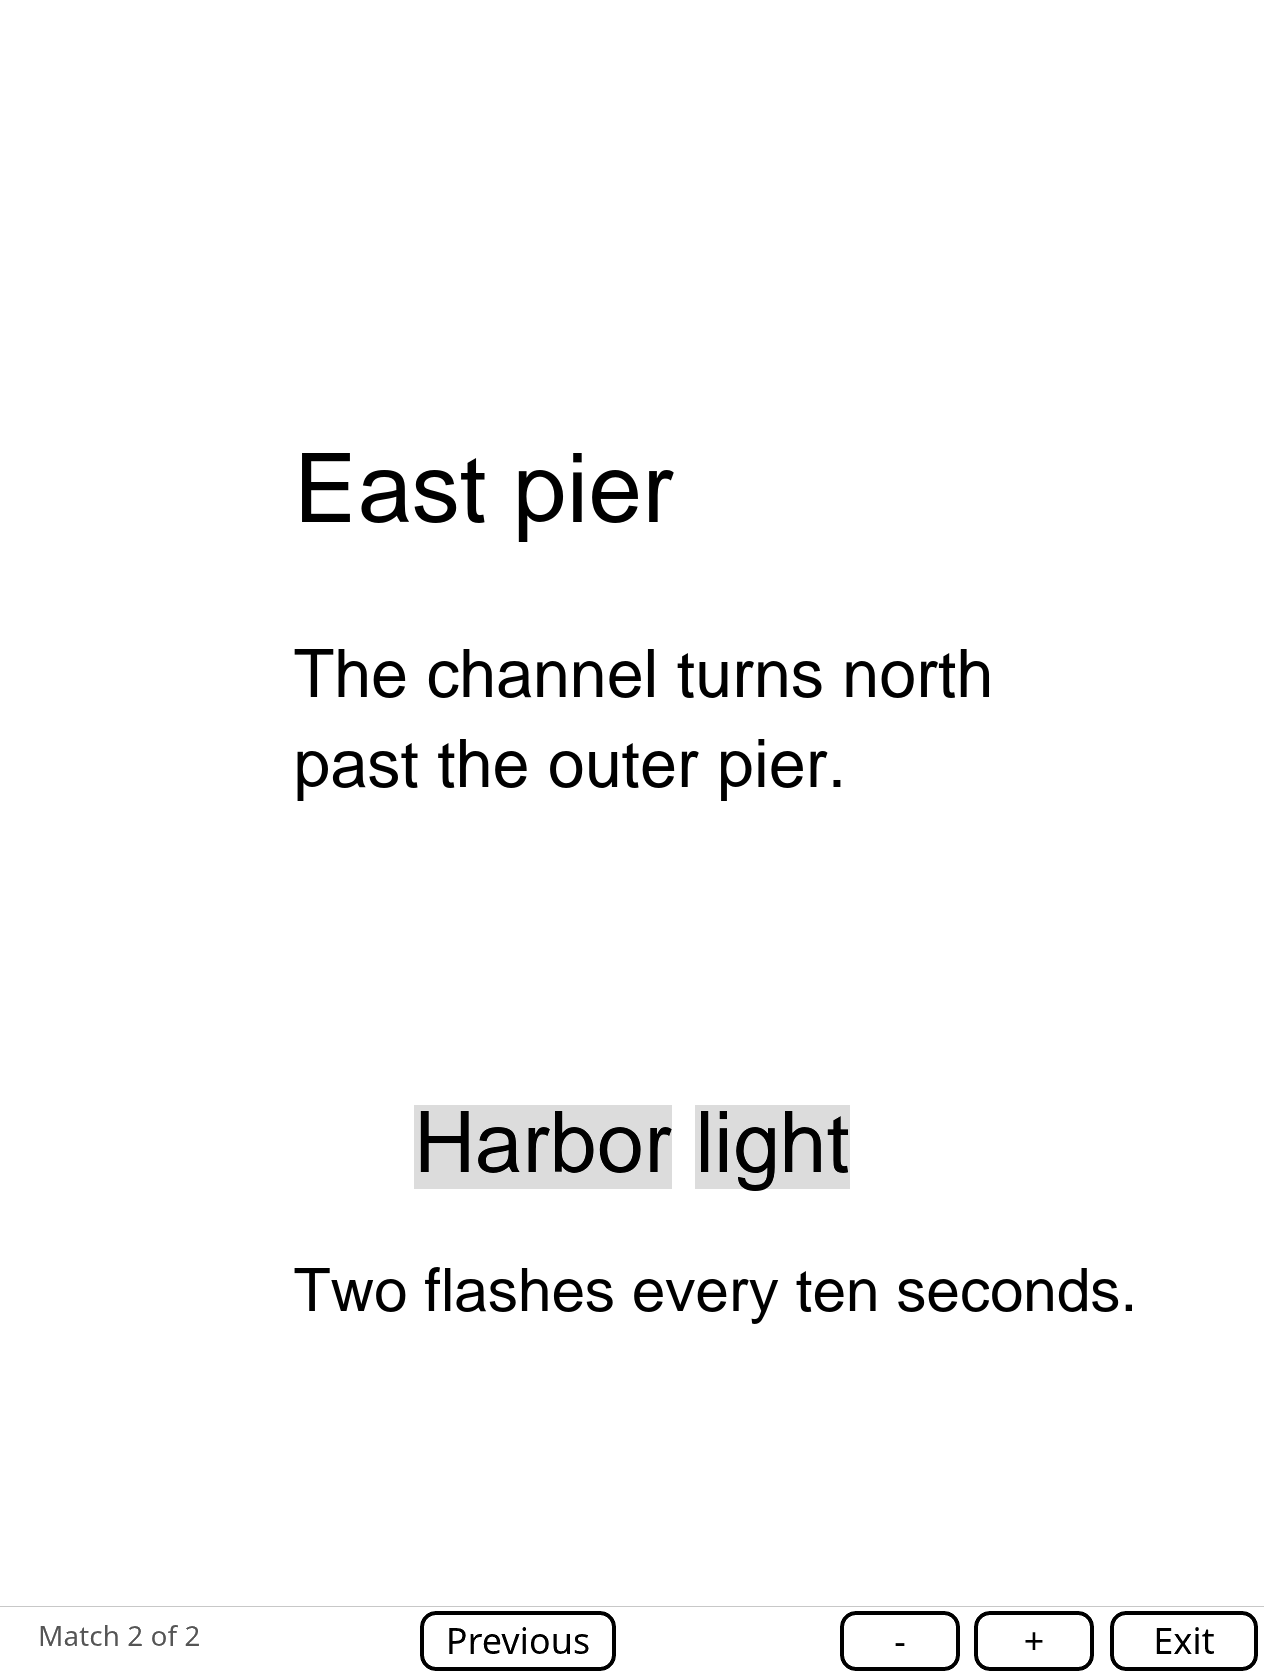 East pier
The channel turns north
past the outer pier.
Harbor light
Two flashes every ten seconds.
Match 2 of 2
Previous
-
+
Exit